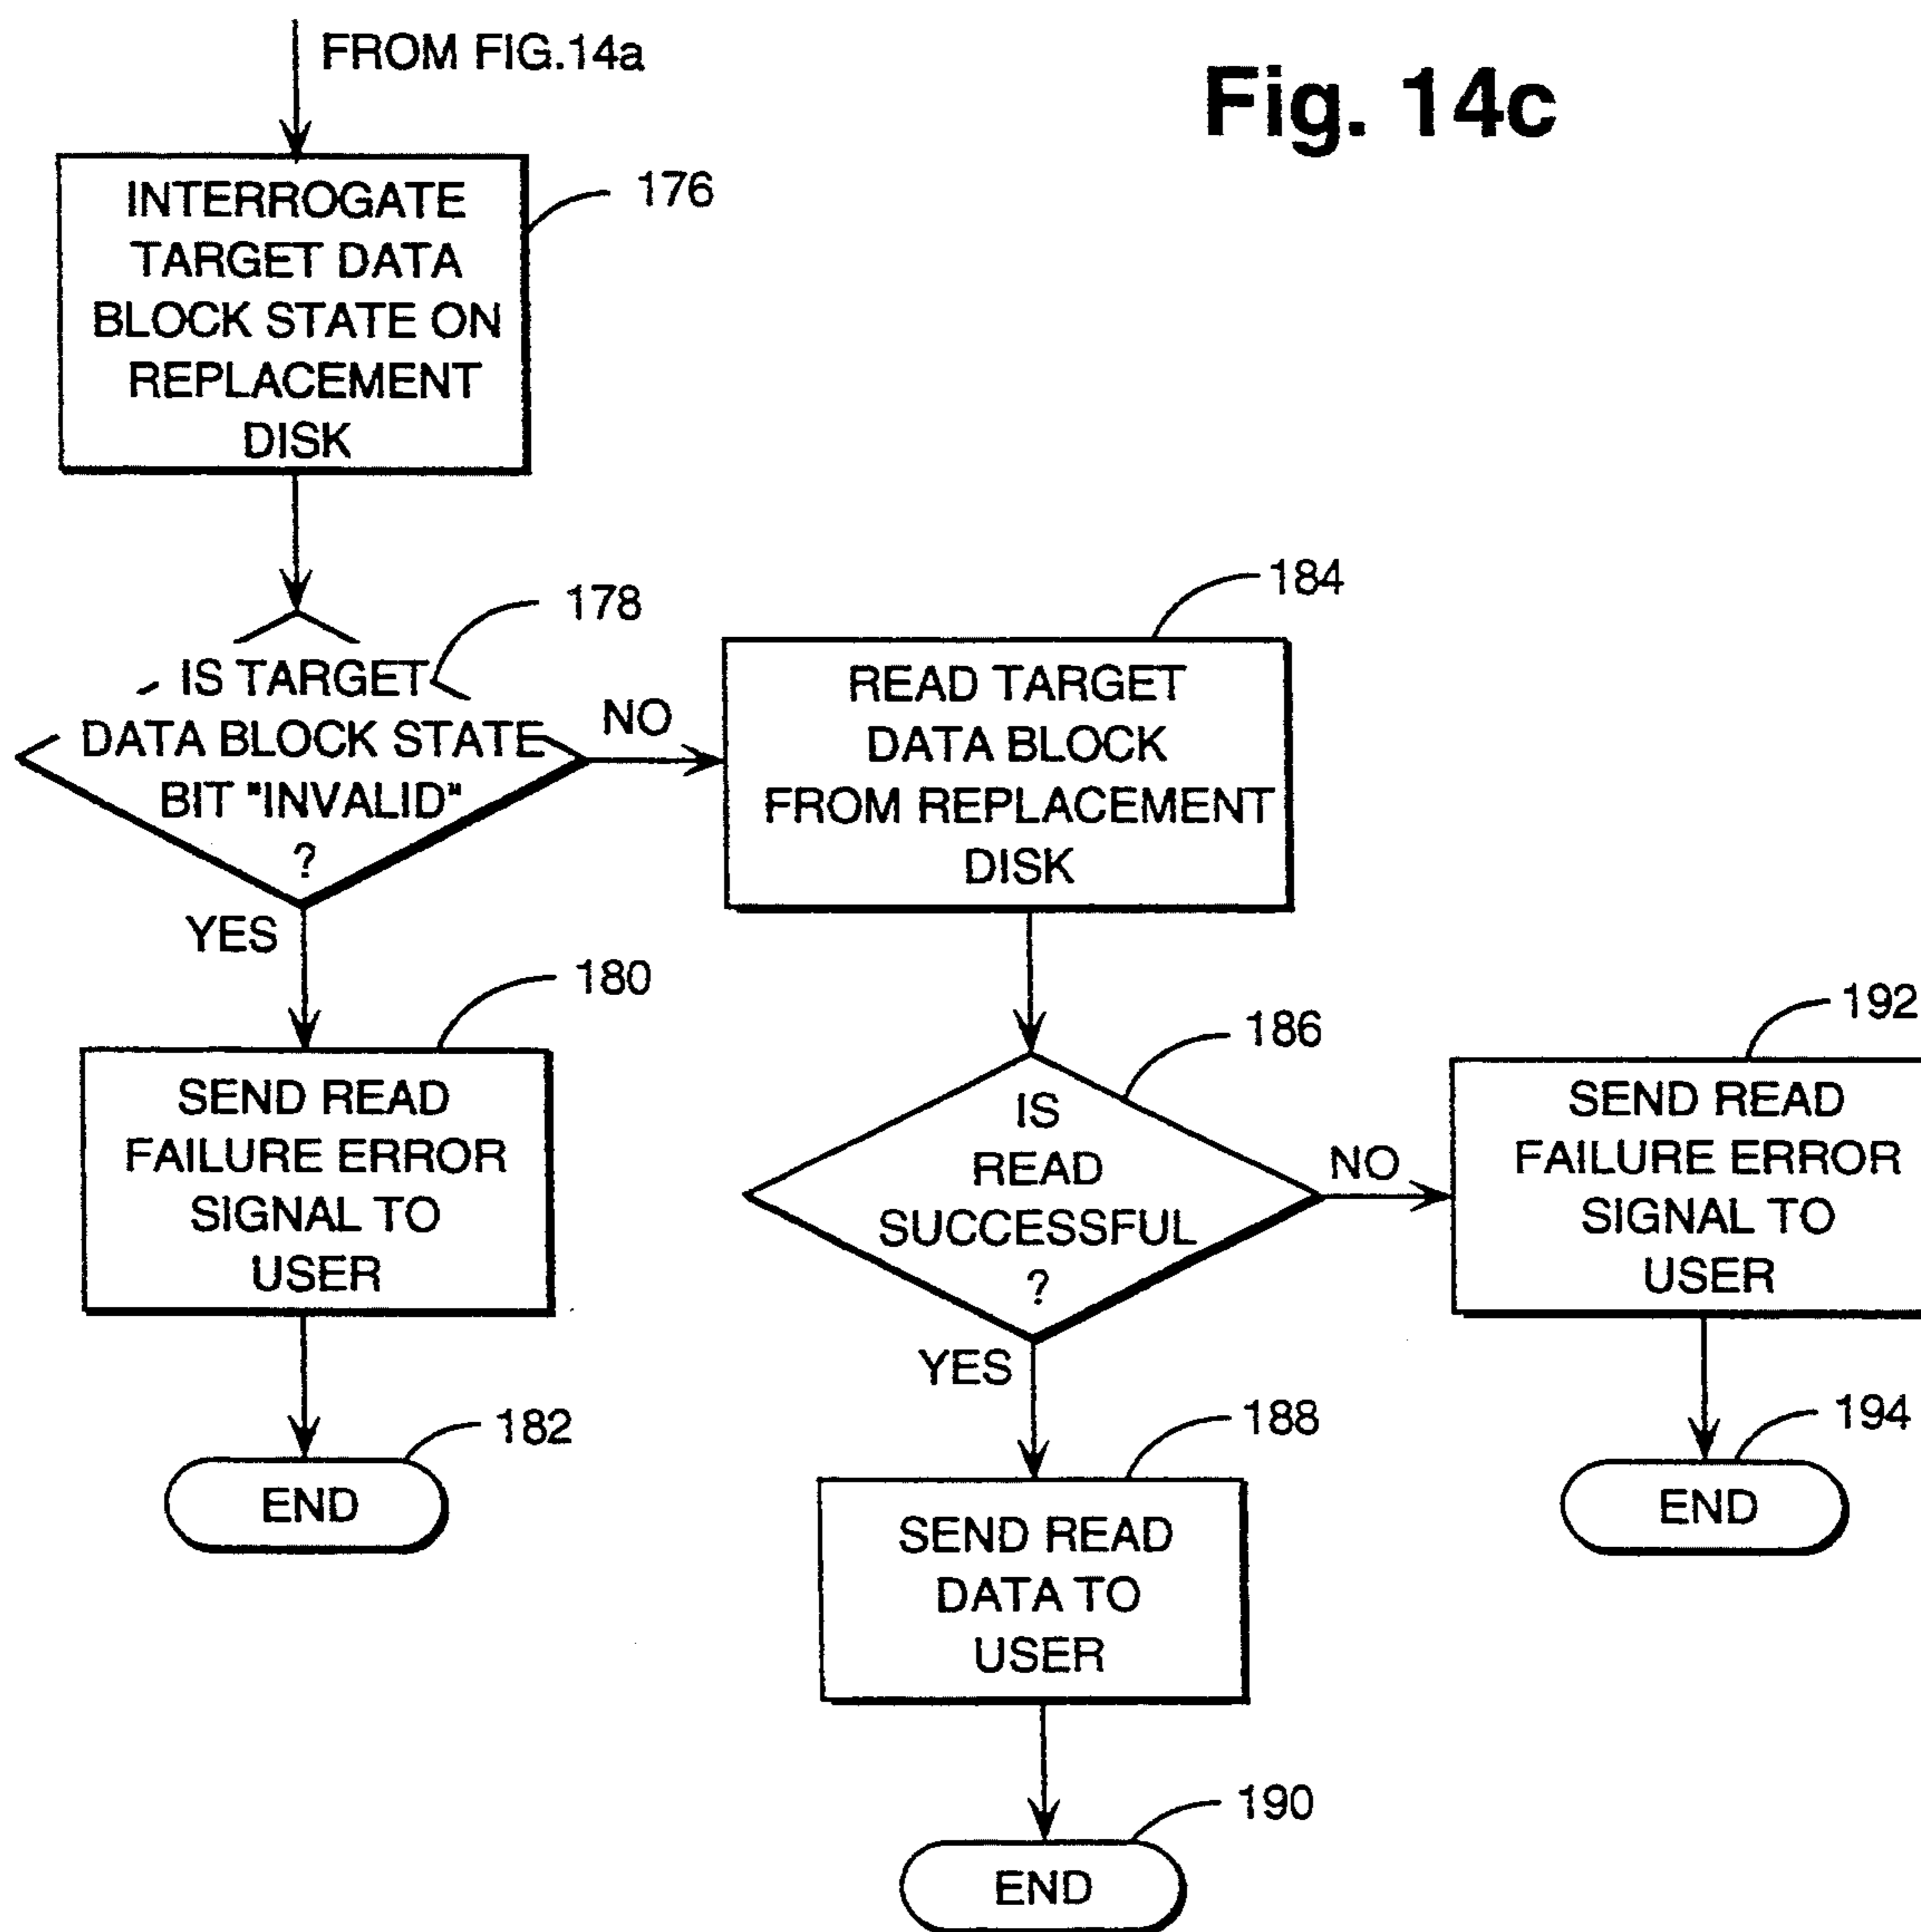 FROM FIG.14a
Fig. 14c
INTERROGATE
TARGET DATA
BLOCK STATE ON
REPLACEMENT
DISK
176
178
IS TARGET
DATA BLOCK STATE
BIT "INVALID"
?
NO
YES
184
READ TARGET
DATA BLOCK
FROM REPLACEMENT
DISK
180
SEND READ
FAILURE ERROR
SIGNAL TO
USER
182
END
186
IS
READ
SUCCESSFUL
?
NO
YES
192
SEND READ
FAILURE ERROR
SIGNAL TO
USER
194
END
188
SEND READ
DATA TO
USER
190
END